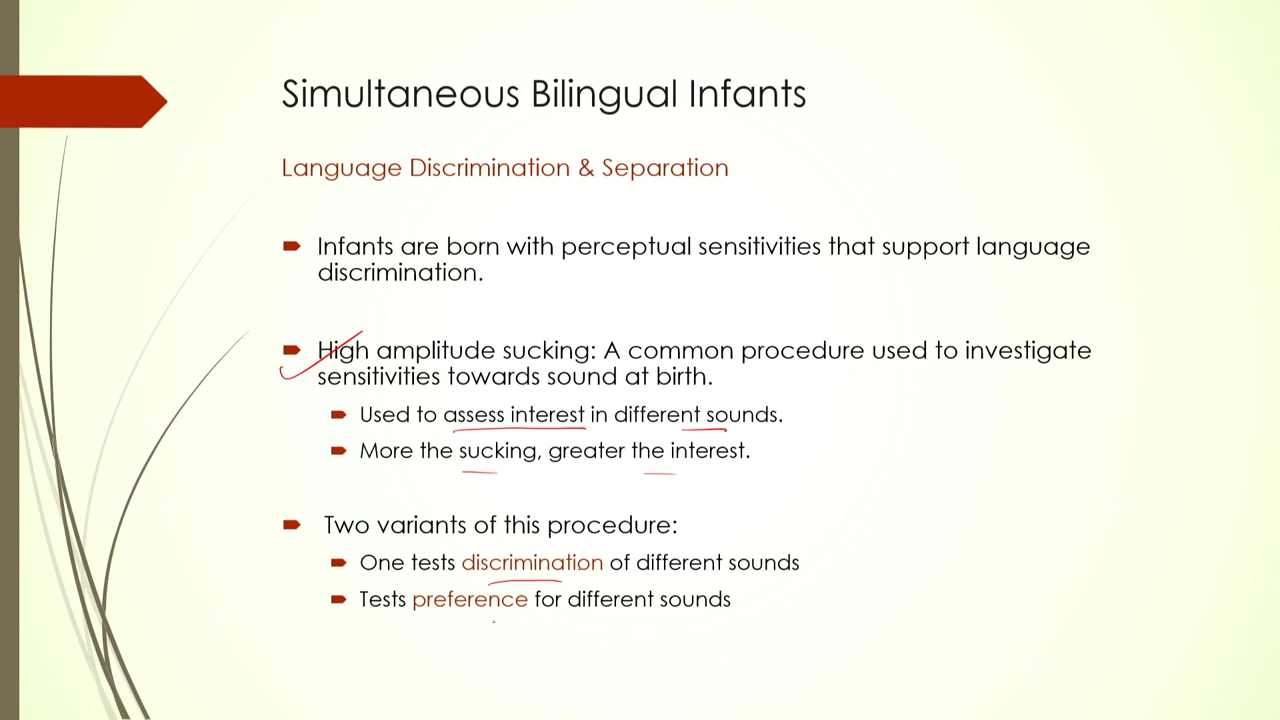 Simultaneous Bilingual Infants
Language Discrimination & Separation
Infants are born with perceptual sensitivities that support language
discrimination.
High amplitude sucking: A common procedure used to investigate
sensitivities towards sound at birth.
Used to assess interest in different sounds.
More the sucking, greater the interest.
Two variants of this procedure:
One tests discrimination of different sounds
Tests preference for different sounds